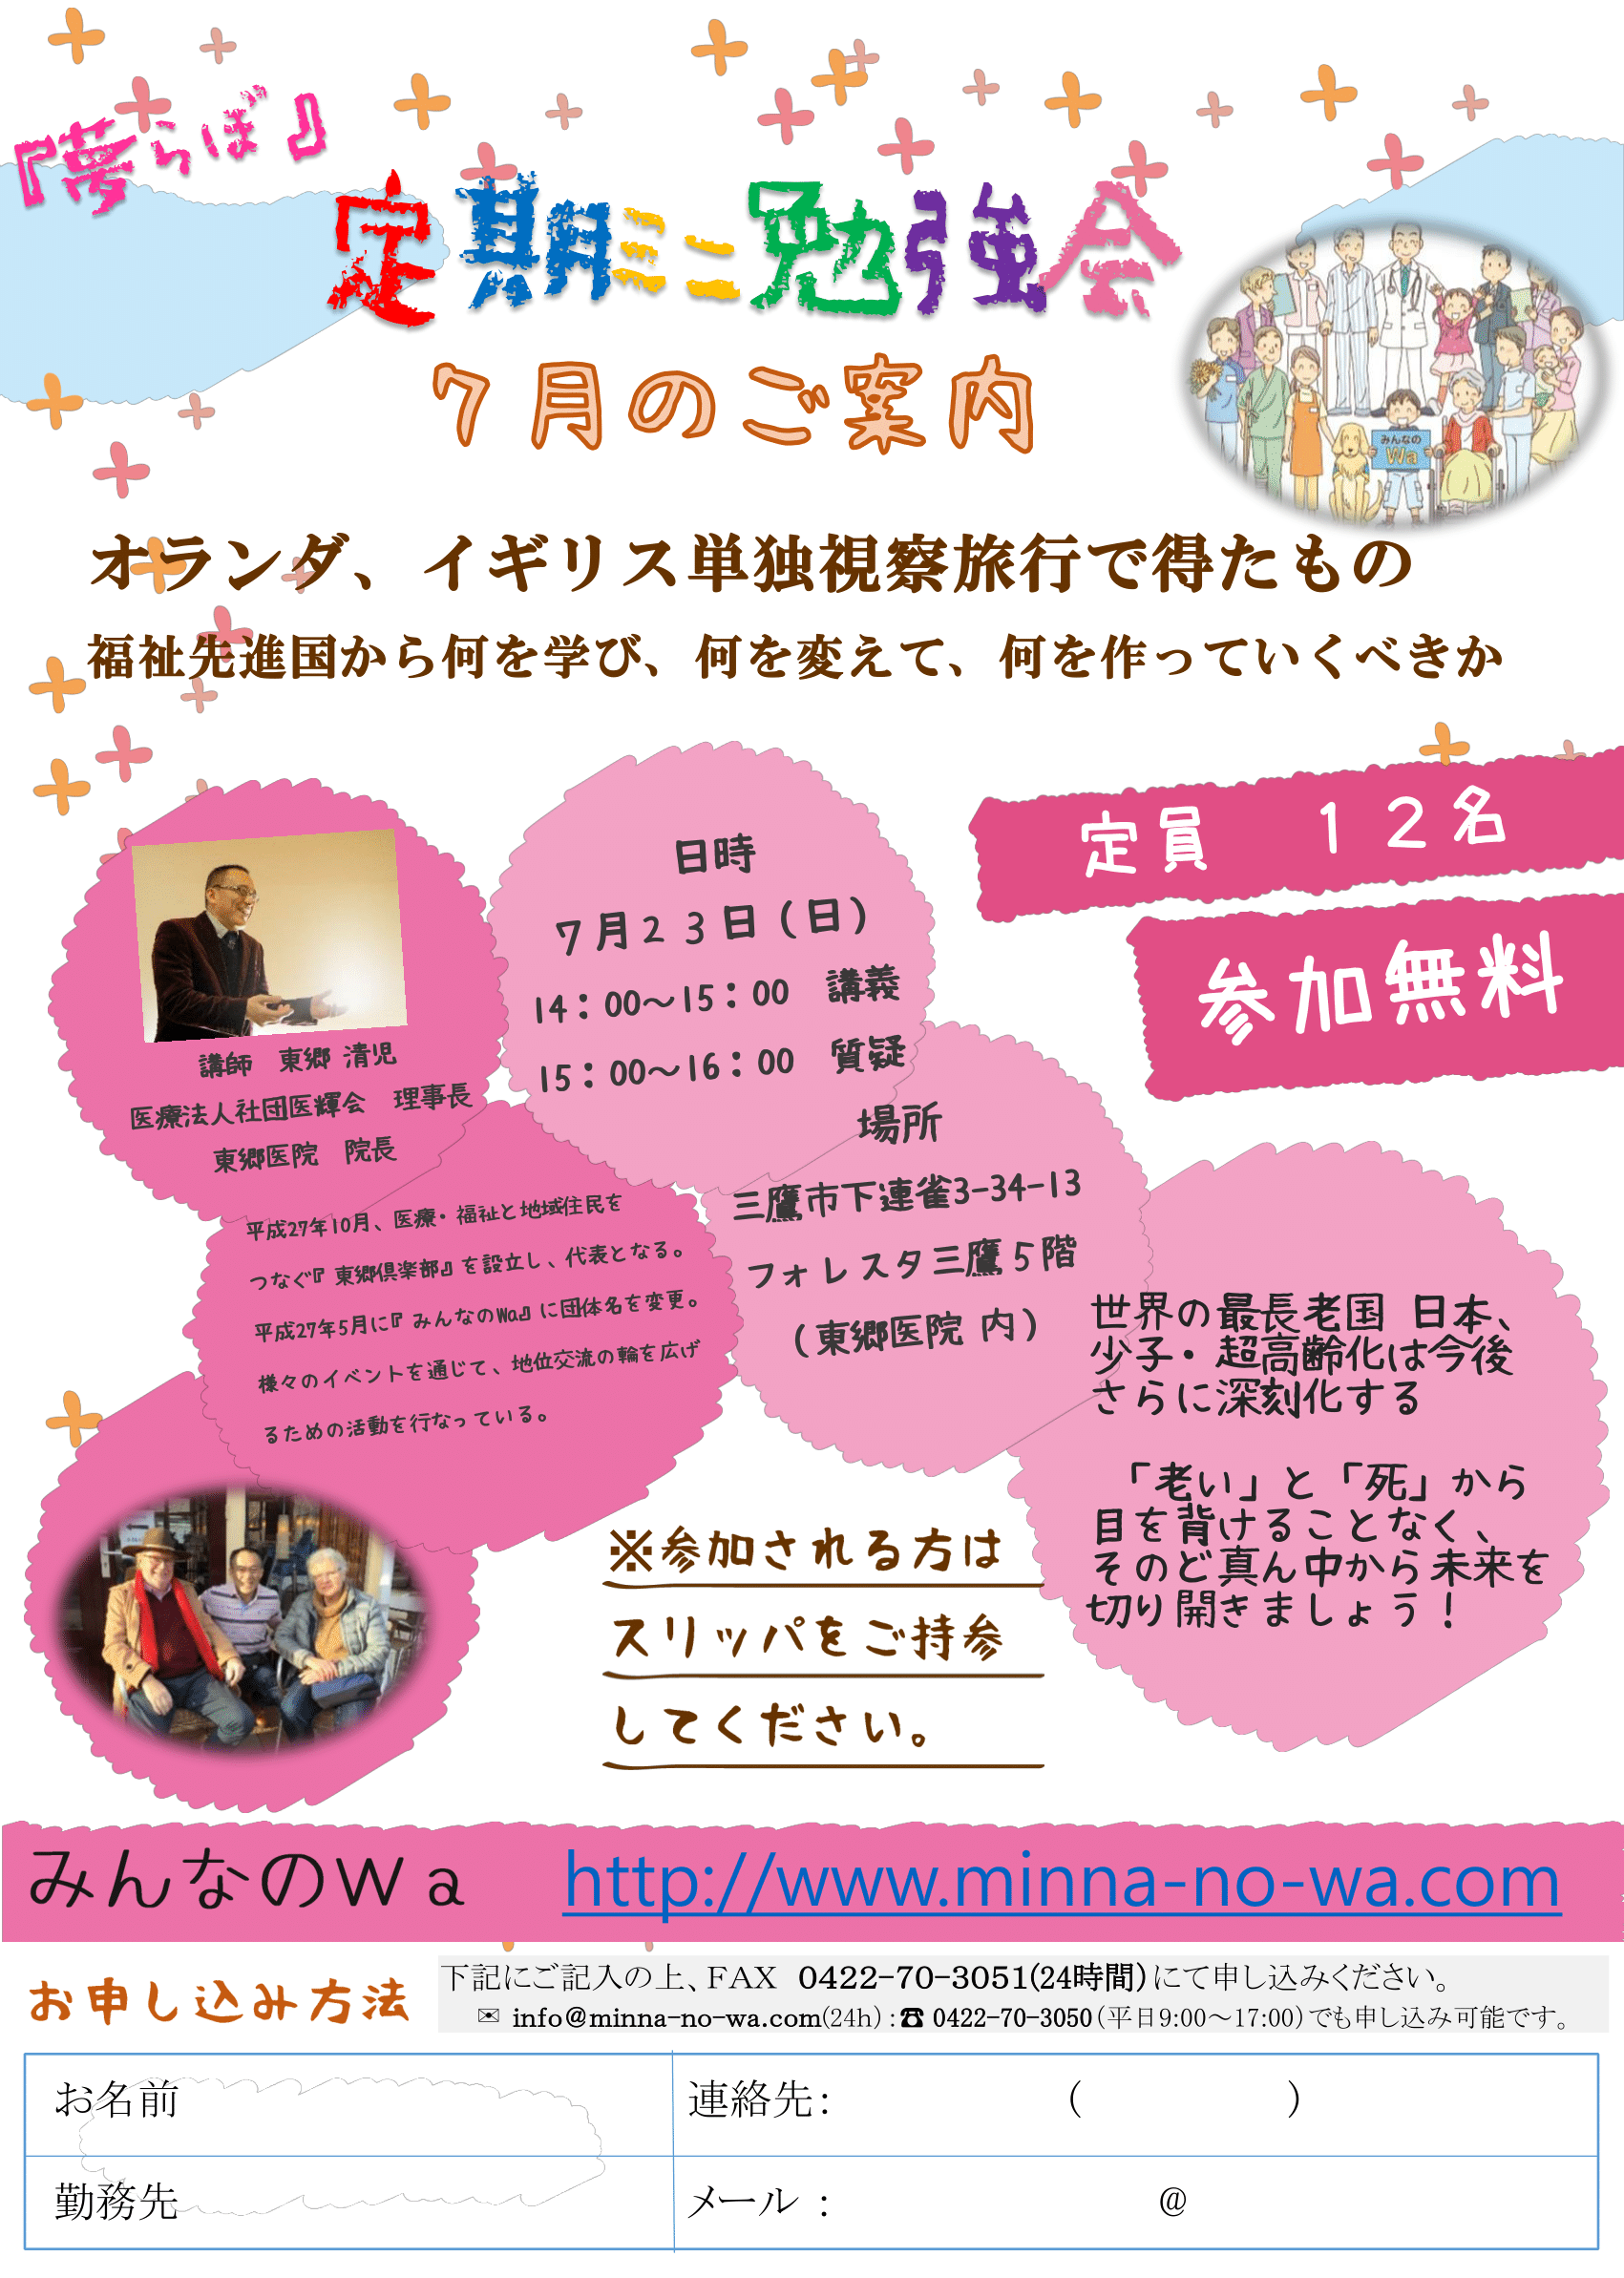 『夢らぼ』
定期ミニ勉強会
７月のご案内
みんなの
Wa
オランダ、イギリス単独視察旅行で得たもの
福祉先進国から何を学び、何を変えて、何を作っていくべきか
定員　１２名
参加無料
日時
７月２３日（日）
14：00～15：00　講義
15：00～16：00　質疑
講師　東郷 清児
医療法人社団医輝会　理事長
東郷医院　院長
場所
三鷹市下連雀3-34-13
フォレスタ三鷹５階
（東郷医院 内）
平成27年10月、医療・福祉と地域住民を
つなぐ『東郷倶楽部』を設立し、代表となる。
平成27年5月に『みんなのWa』に団体名を変更。
様々のイベントを通じて、地位交流の輪を広げ
るための活動を行なっている。
世界の最長老国 日本、
少子・超高齢化は今後
さらに深刻化する
「老い」と「死」から
目を背けることなく、
そのど真ん中から未来を
切り開きましょう！
※参加される方は
スリッパをご持参
してください。
みんなのＷａ　http://www.minna-no-wa.com
お申し込み方法
下記にご記入の上、FAX　0422-70-3051(24時間)にて申し込みください。
✉ info@minna-no-wa.com(24h)：☎ 0422-70-3050（平日9:00～17:00）でも申し込み可能です。
お名前
連絡先：　（　）
勤務先
メール：　@